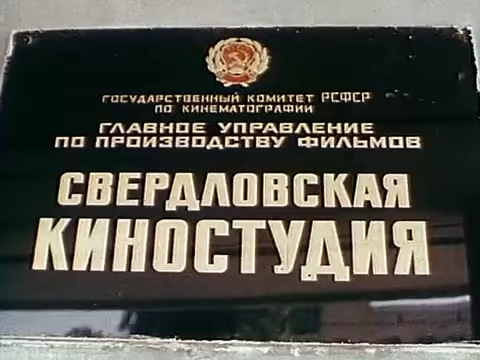 ГОСУДАРСТВЕННЫЙ КОМИТЕТ РСФСР
ПО КИНЕМАТОГРАФИИ
ГЛАВНОЕ УПРАВЛЕНИЕ
ПО ПРОИЗВОДСТВУ ФИЛЬМОВ
СВЕРДЛОВСКАЯ
КИНОСТУДИЯ